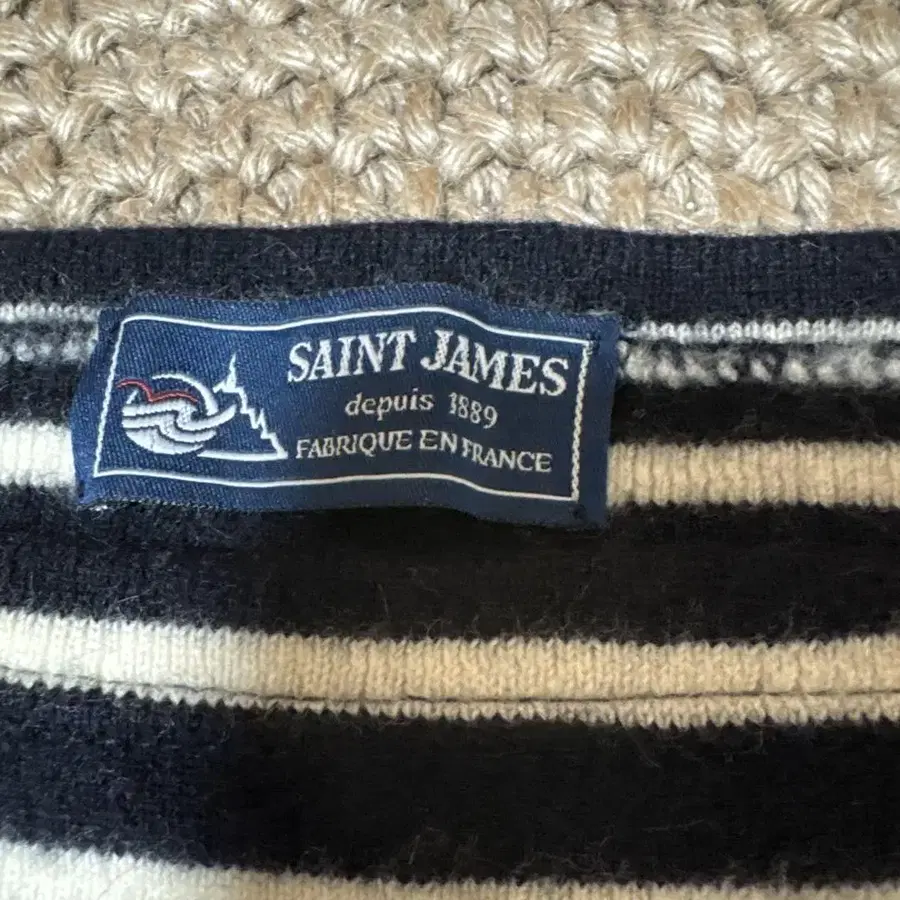 SAINT JAMES
depuis 1889
FABRIQUE EN FRANCE